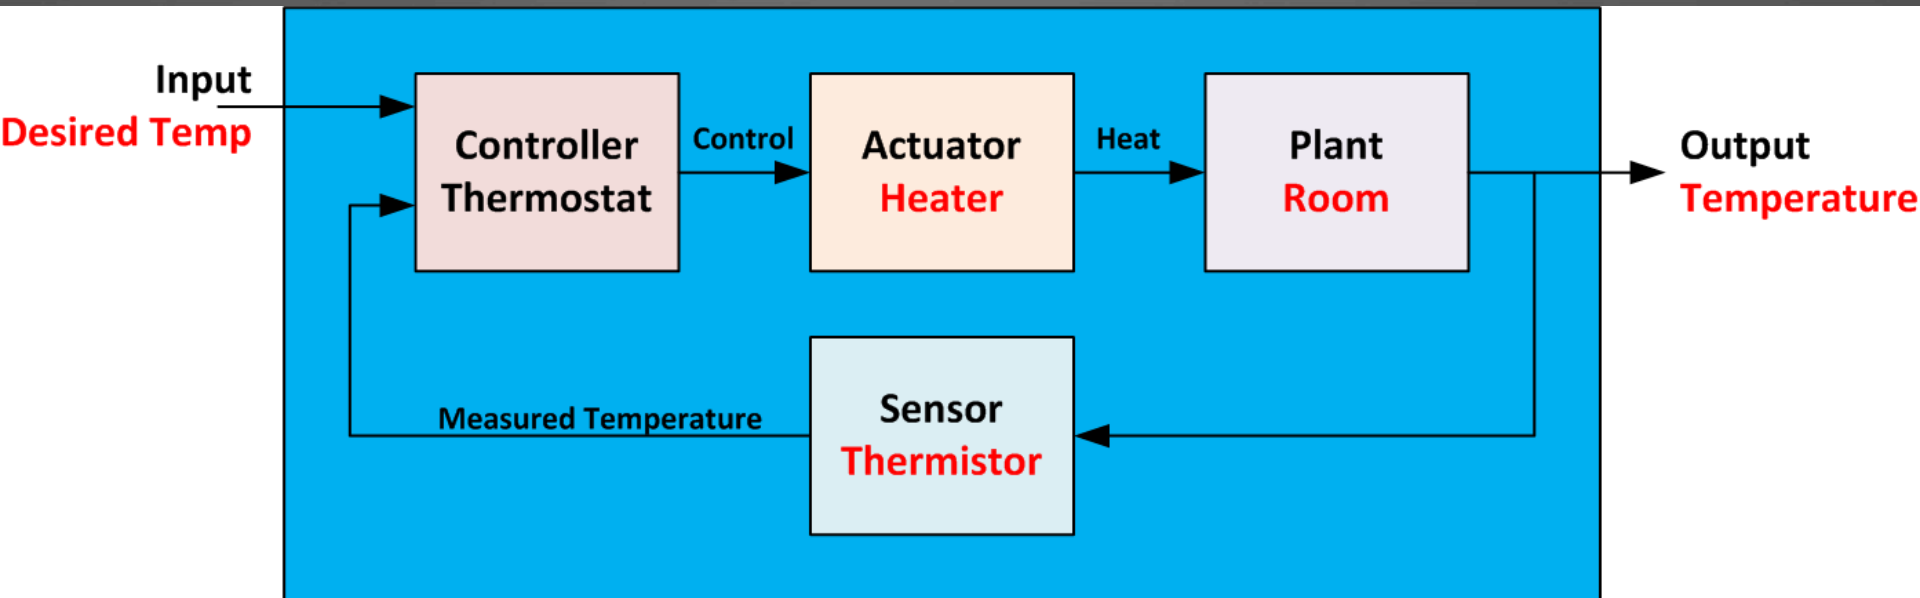 Input
Desired Temp
Controller
Thermostat
Control
Actuator
Heater
Heat
Plant
Room
Output
Temperature
Measured Temperature
Sensor
Thermistor